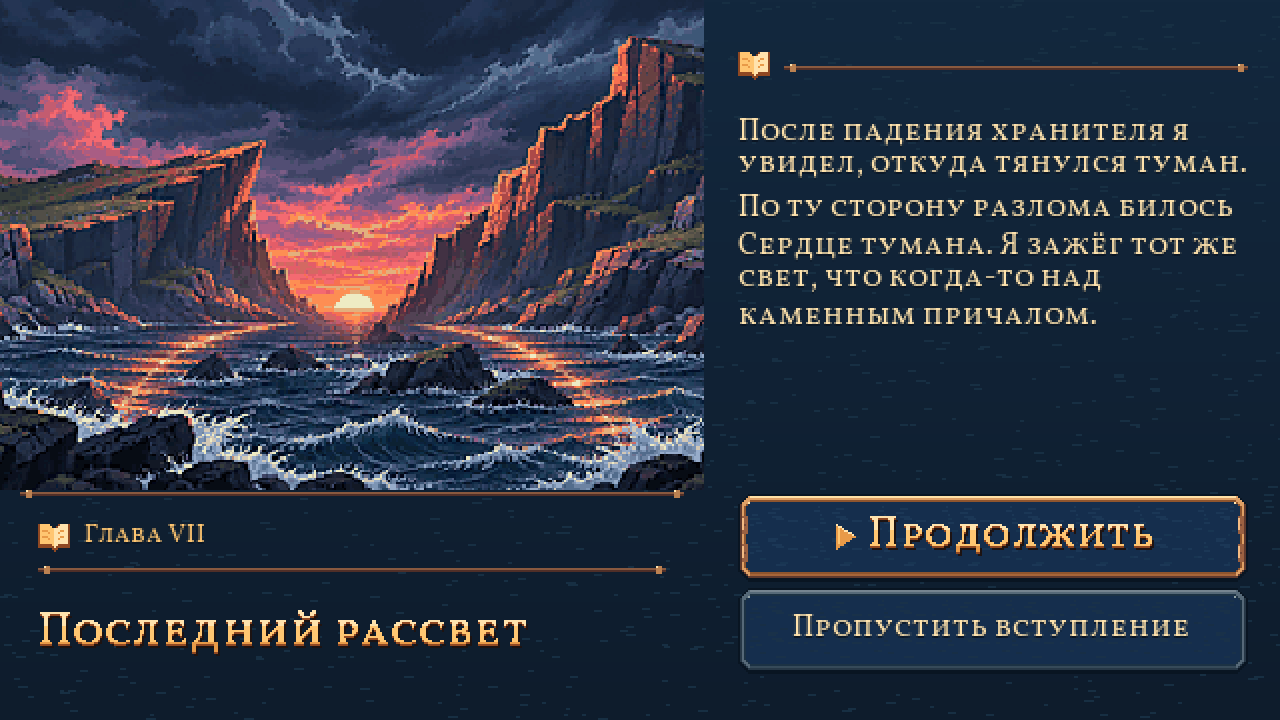 После падения хранителя я
увидел, откуда тянулся туман.
По ту сторону разлома билось
Сердце тумана. Я зажёг тот же
свет, что когда-то над
каменным причалом.
Глава VII
Последний рассвет
Продолжить
Пропустить вступление